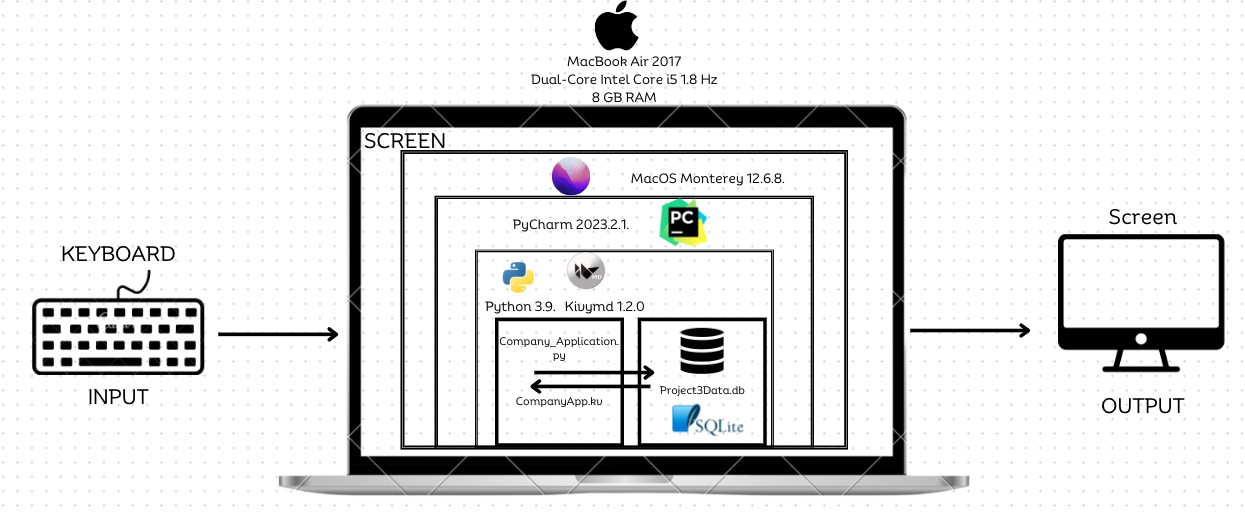 MacBook Air 2017
Dual-Core Intel Core i5 1.8 Hz
8 GB RAM
SCREEN
MacOS Monterey 12.6.8.
PyCharm 2023.2.1.
PC
MD
Python 3.9.
Kivymd 1.2.0
Company_Application.
py
CompanyApp.kv
Project3Data.db
SQLite
KEYBOARD
INPUT
Screen
OUTPUT